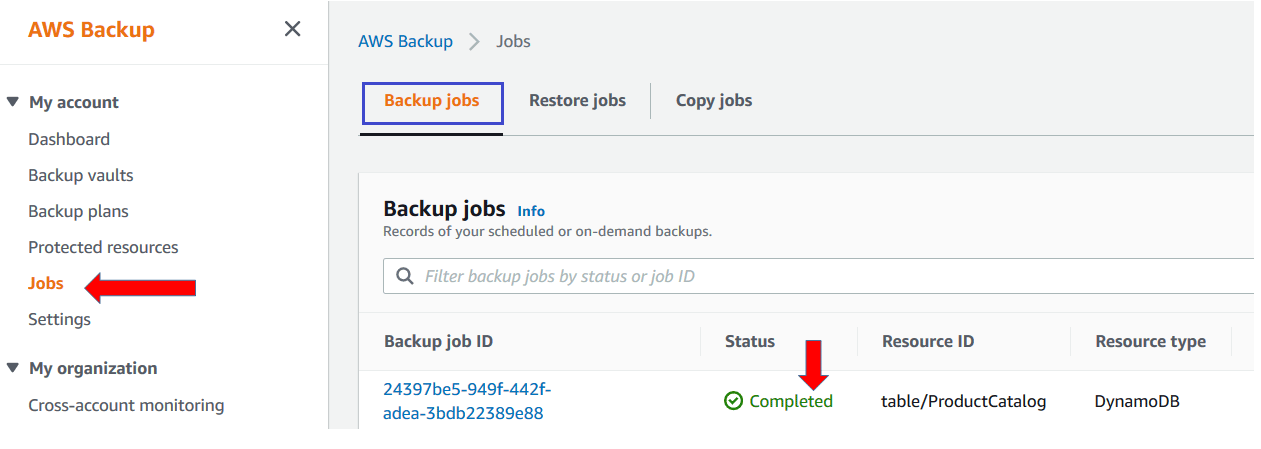 AWS Backup
My account
Dashboard
Backup vaults
Backup plans
Protected resources
Jobs
Settings
My organization
Cross-account monitoring
AWS Backup > Jobs
Backup jobs Restore jobs Copy jobs
Backup jobs Info
Records of your scheduled or on-demand backups.
Filter backup jobs by status or job ID
Backup job ID Status Resource ID Resource type
24397be5-949f-442f-
adea-3bdb22389e88 Completed table/ProductCatalog DynamoDB